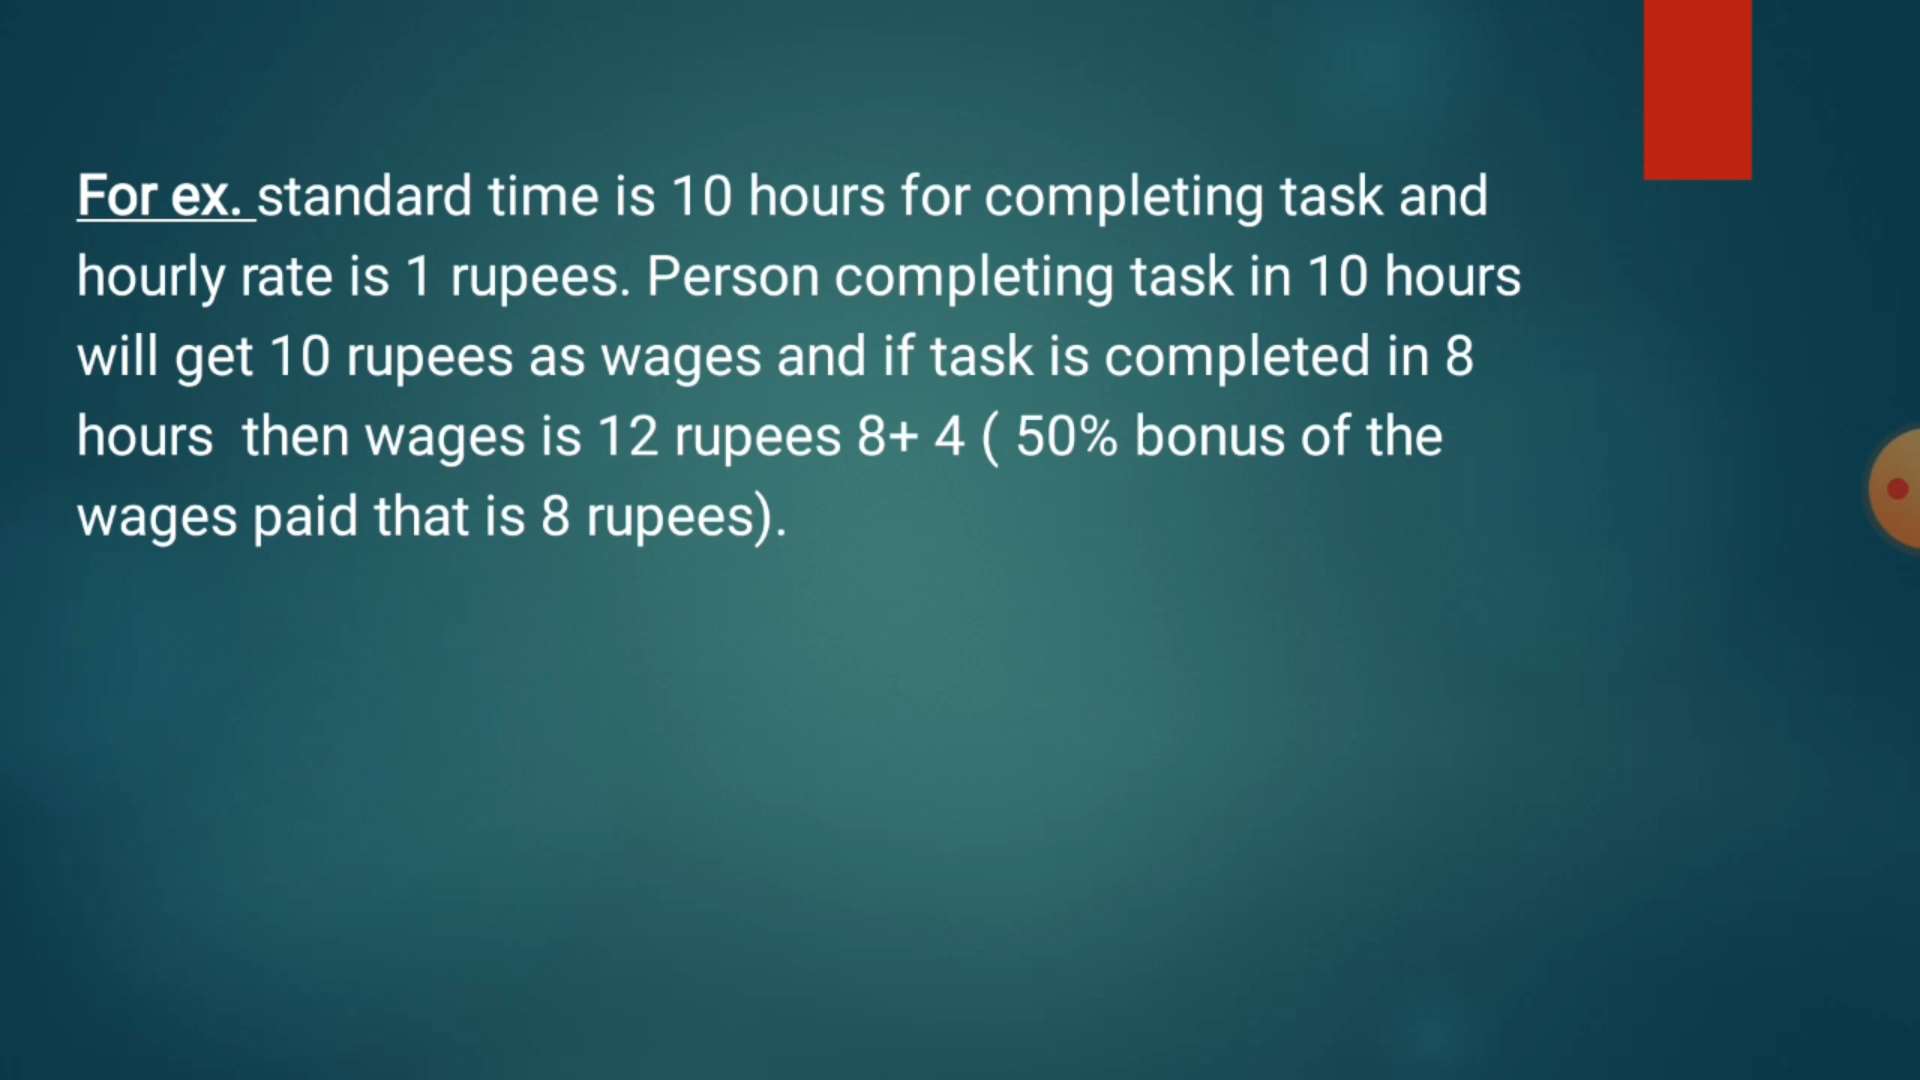 For ex. standard time is 10 hours for completing task and
hourly rate is 1 rupees. Person completing task in 10 hours
will get 10 rupees as wages and if task is completed in 8
hours  then wages is 12 rupees 8+ 4 ( 50% bonus of the
wages paid that is 8 rupees).